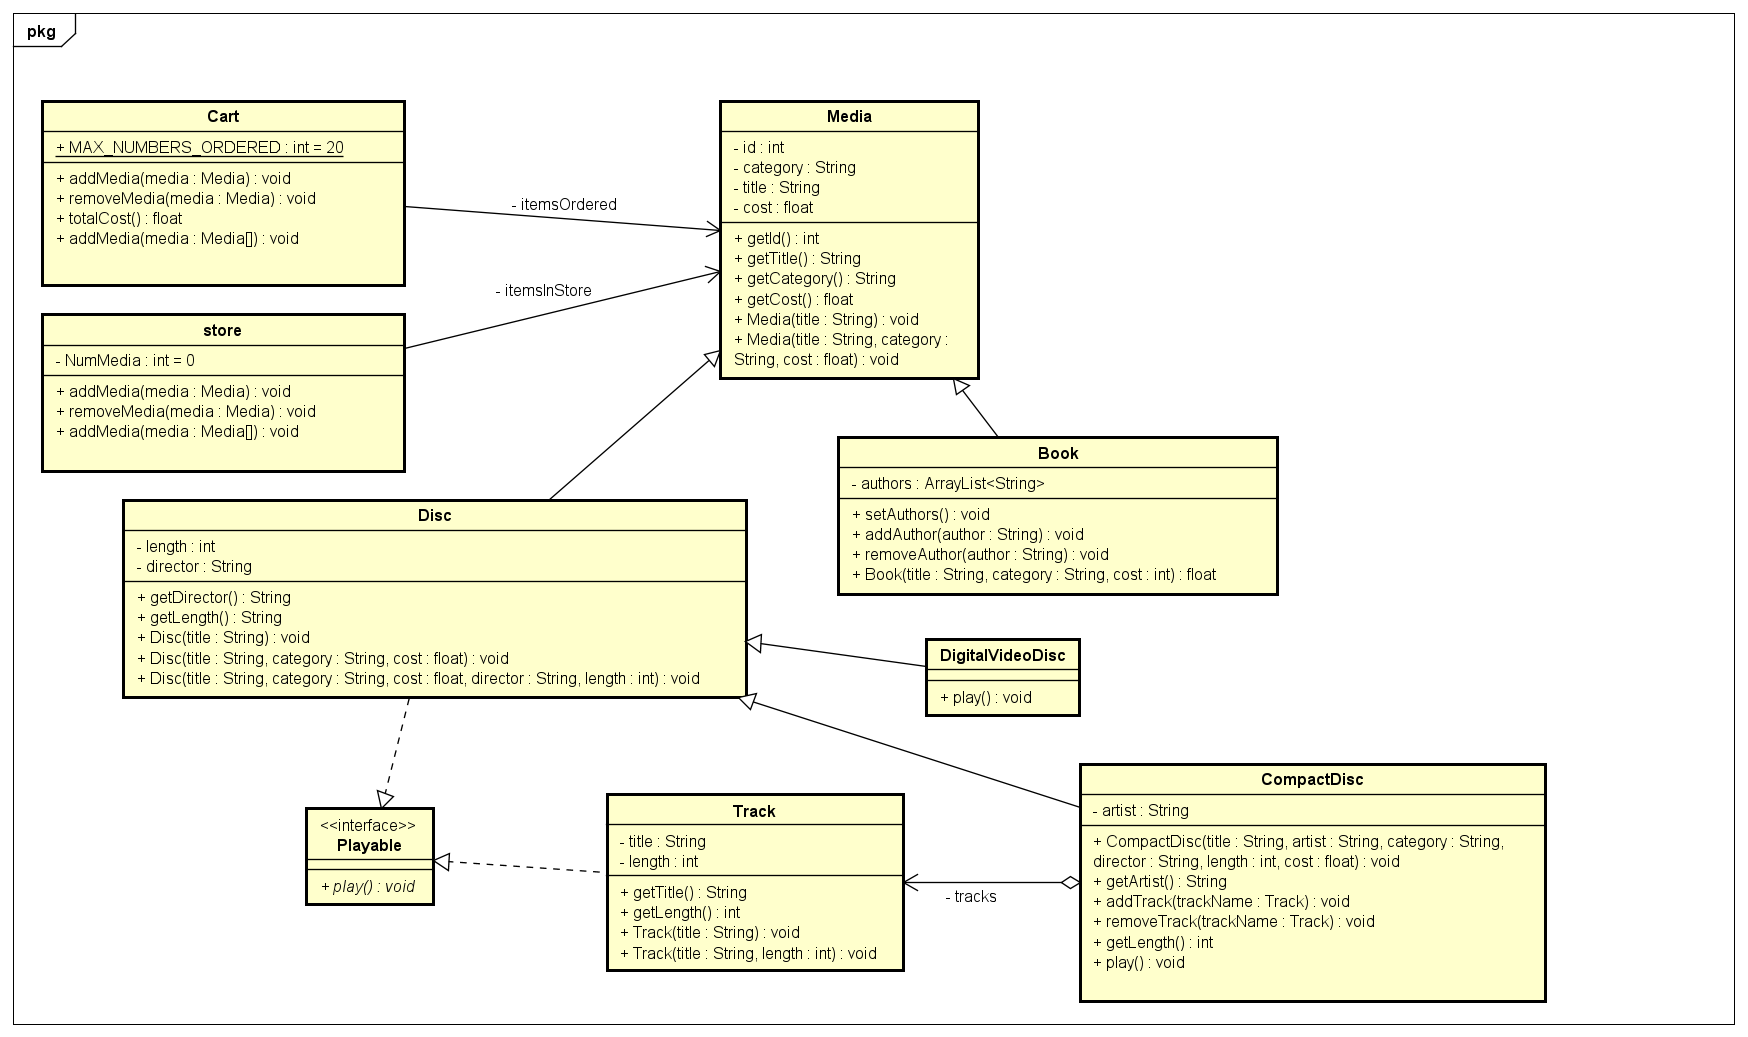 pkg
Cart
+ MAX_NUMBERS_ORDERED : int = 20
+ addMedia(media : Media) : void
+ removeMedia(media : Media) : void
+ totalCost() : float
+ addMedia(media : Media[]) : void
- itemsOrdered
Media
- id : int
- category : String
- title : String
- cost : float
+ getId() : int
+ getTitle() : String
+ getCategory() : String
+ getCost() : float
+ Media(title : String) : void
+ Media(title : String, category :
String, cost : float) : void
- itemsInStore
store
- NumMedia : int = 0
+ addMedia(media : Media) : void
+ removeMedia(media : Media) : void
+ addMedia(media : Media[]) : void
Book
- authors : ArrayList<String>
+ setAuthors() : void
+ addAuthor(author : String) : void
+ removeAuthor(author : String) : void
+ Book(title : String, category : String, cost : int) : float
Disc
- length : int
- director : String
+ getDirector() : String
+ getLength() : String
+ Disc(title : String) : void
+ Disc(title : String, category : String, cost : float) : void
+ Disc(title : String, category : String, cost : float, director : String, length : int) : void
DigitalVideoDisc
+ play() : void
<<interface>>
Playable
+ play() : void
Track
- title : String
- length : int
+ getTitle() : String
+ getLength() : int
+ Track(title : String) : void
+ Track(title : String, length : int) : void
- tracks
CompactDisc
- artist : String
+ CompactDisc(title : String, artist : String, category : String,
director : String, length : int, cost : float) : void
+ getArtist() : String
+ addTrack(trackName : Track) : void
+ removeTrack(trackName : Track) : void
+ getLength() : int
+ play() : void